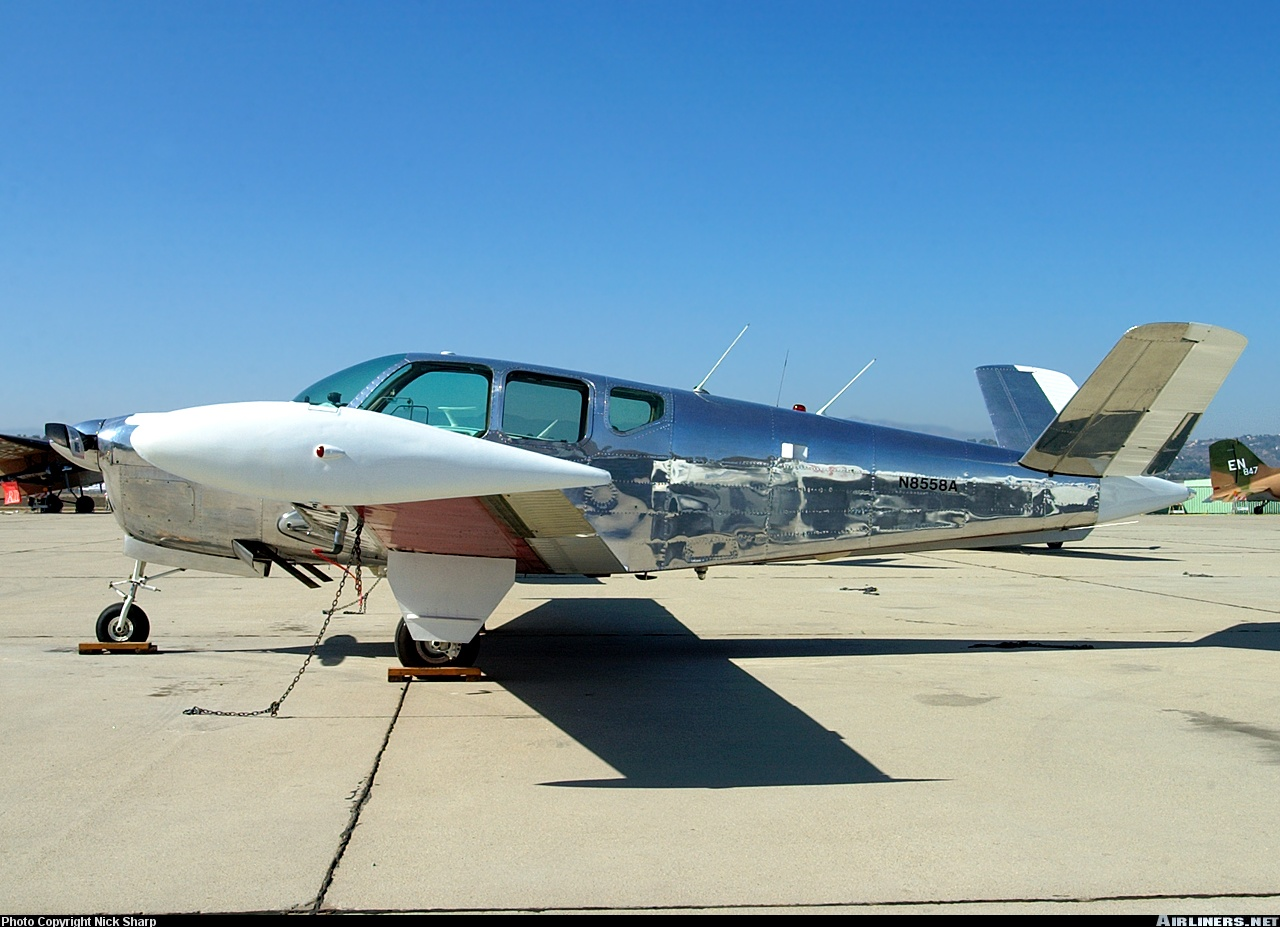 N8558A
EN
847
Photo Copyright Nick Sharp
AIRLINERS.NET